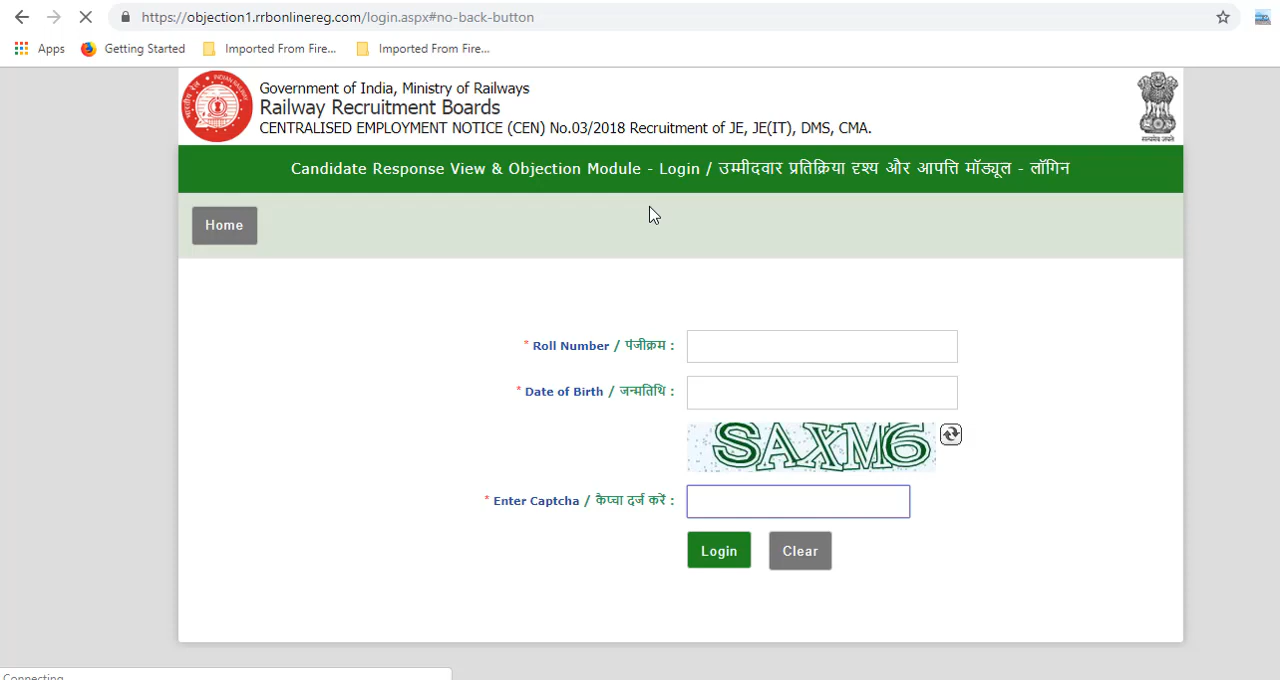 https://objection1.rrbonlinereg.com/login.aspx#no-back-button
Apps Getting Started Imported From Fire... Imported From Fire...
Government of India, Ministry of Railways
Railway Recruitment Boards
CENTRALISED EMPLOYMENT NOTICE (CEN) No.03/2018 Recruitment of JE, JE(IT), DMS, CMA.
Candidate Response View & Objection Module - Login / उम्मीदवार प्रतिक्रिया दृश्य और आपत्ति मॉड्यूल - लॉगिन
Home
* Roll Number / पंजीक्रम :
* Date of Birth / जन्मतिथि :
SAXM6
* Enter Captcha / कैप्चा दर्ज करें :
Login Clear
Connecting